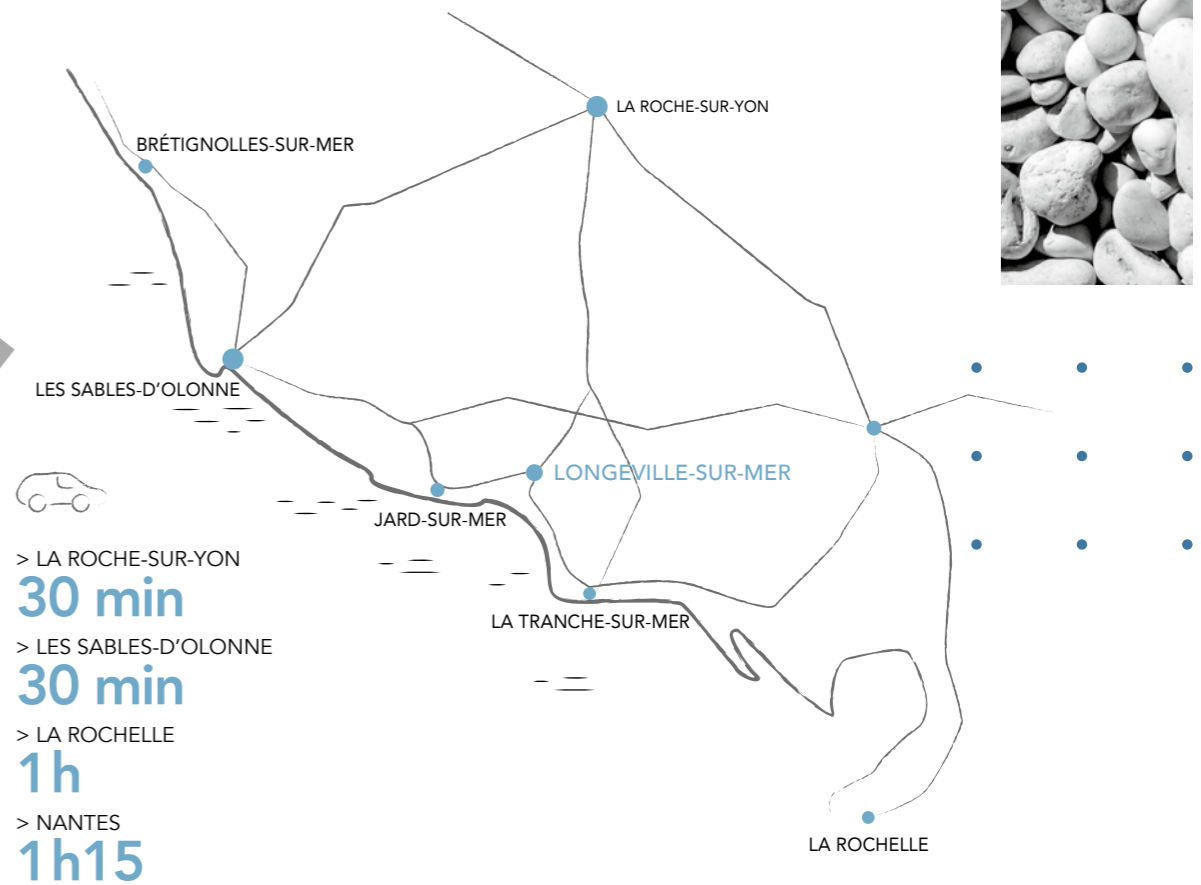 LA ROCHE-SUR-YON
BRÉTIGNOLLES-SUR-MER
LES SABLES-D'OLONNE
LONGEVILLE-SUR-MER
JARD-SUR-MER
LA TRANCHE-SUR-MER
LA ROCHELLE
> LA ROCHE-SUR-YON
30 min
> LES SABLES-D'OLONNE
30 min
> LA ROCHELLE
1h
> NANTES
1h15